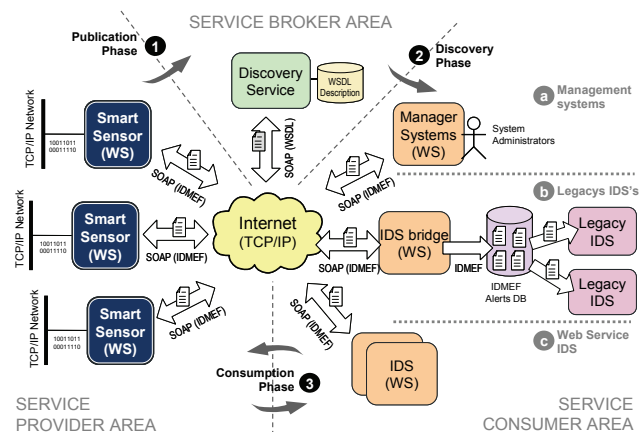 SERVICE BROKER AREA
Publication
Phase
1
2
Discovery
Phase
Discovery
Service
WSDL
Description
a
Management
systems
TCP/IP Network
10011011
00011110
Smart
Sensor
(WS)
SOAP (IDMEF)
SOAP (WSDL)
SOAP (IDMEF)
Manager
Systems
(WS)
System
Administrators
b
Legacys IDS's
TCP/IP Network
10011011
00011110
Smart
Sensor
(WS)
SOAP (IDMEF)
Internet
(TCP/IP)
SOAP (IDMEF)
IDS bridge
(WS)
IDMEF
IDMEF
Alerts DB
Legacy
IDS
Legacy
IDS
TCP/IP Network
10011011
00011110
Smart
Sensor
(WS)
SOAP (IDMEF)
SOAP (IDMEF)
c
Web Service
IDS
IDS
(WS)
Consumption
Phase
3
SERVICE
PROVIDER AREA
SERVICE
CONSUMER AREA